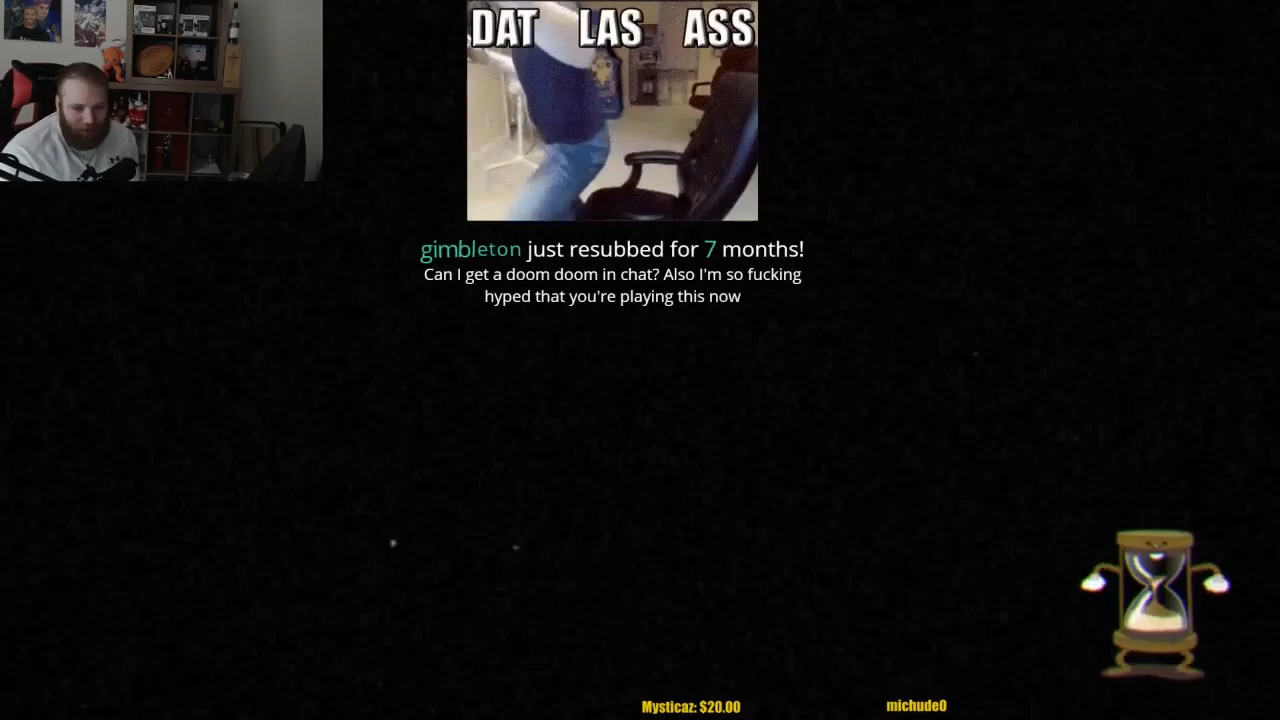 DAT LAS ASS
gimbleton just resubbed for 7 months!
Can I get a doom doom in chat? Also I'm so fucking
hyped that you're playing this now
Mysticaz: $20.00
michude0